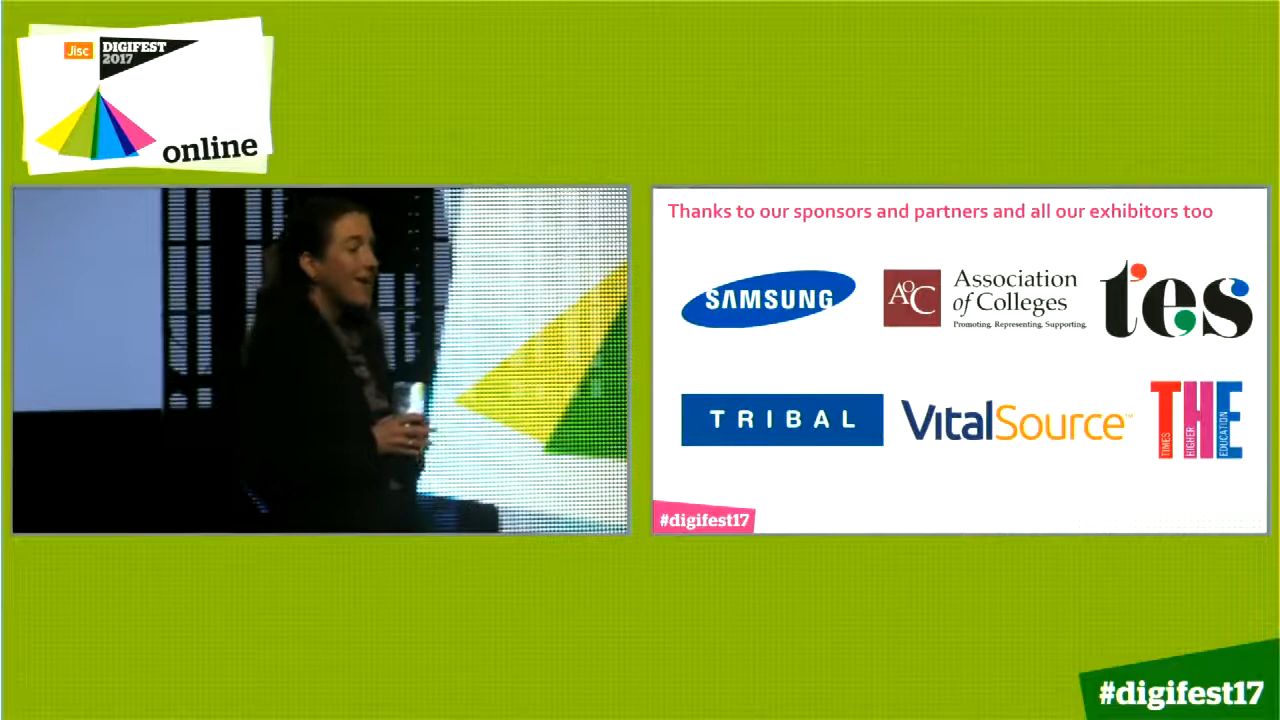 Jisc DIGIFEST
2017
online
Thanks to our sponsors and partners and all our exhibitors too
SAMSUNG
AoC
Association
of Colleges
Promoting. Representing. Supporting.
tes
TRIBAL
VitalSource™
THE
TIMES
HIGHER
EDUCATION
#digifest17
#digifest17